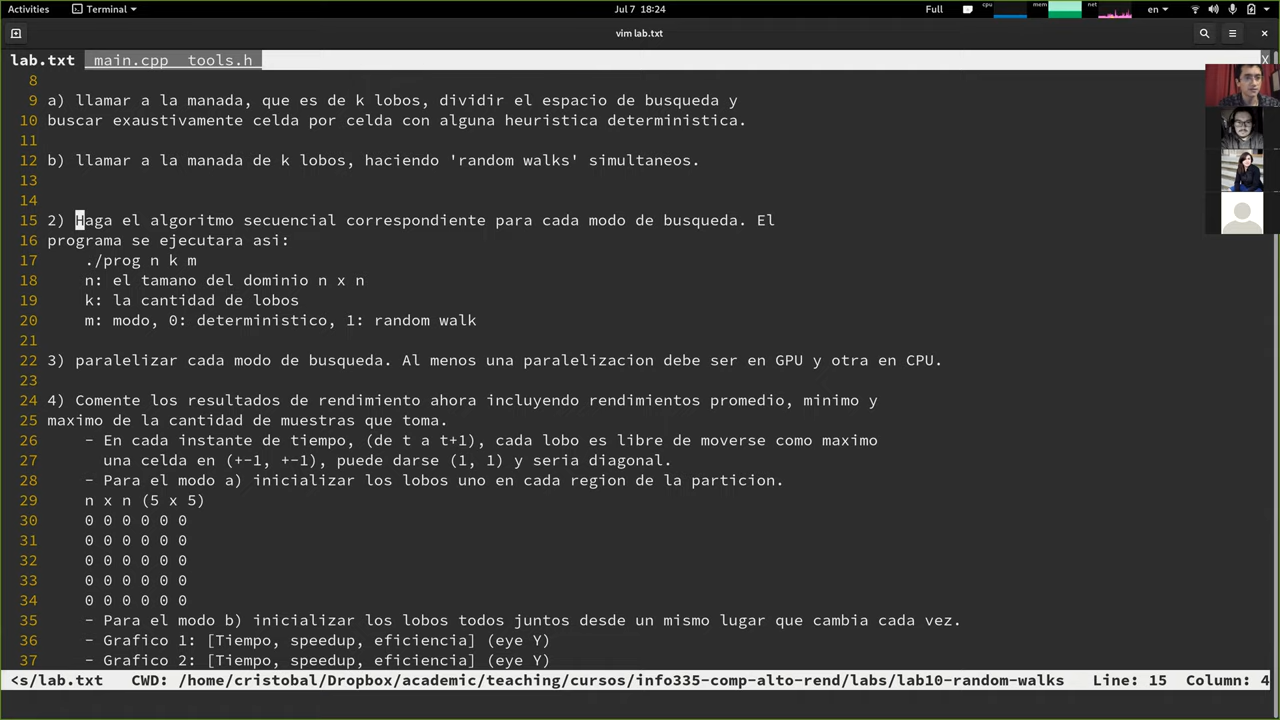 Activities Terminal Jul 7 18:24 Full cpu mem net en
vim lab.txt
lab.txt main.cpp tools.h X
8
9 a) llamar a la manada, que es de k lobos, dividir el espacio de busqueda y
10 buscar exaustivamente celda por celda con alguna heuristica deterministica.
11
12 b) llamar a la manada de k lobos, haciendo 'random walks' simultaneos.
13
14
15 2) Haga el algoritmo secuencial correspondiente para cada modo de busqueda. El
16 programa se ejecutara asi:
17 ./prog n k m
18 n: el tamano del dominio n x n
19 k: la cantidad de lobos
20 m: modo, 0: deterministico, 1: random walk
21
22 3) paralelizar cada modo de busqueda. Al menos una paralelizacion debe ser en GPU y otra en CPU.
23
24 4) Comente los resultados de rendimiento ahora incluyendo rendimientos promedio, minimo y
25 maximo de la cantidad de muestras que toma.
26 - En cada instante de tiempo, (de t a t+1), cada lobo es libre de moverse como maximo
27 una celda en (+-1, +-1), puede darse (1, 1) y seria diagonal.
28 - Para el modo a) inicializar los lobos uno en cada region de la particion.
29 n x n (5 x 5)
30 0 0 0 0 0 0
31 0 0 0 0 0 0
32 0 0 0 0 0 0
33 0 0 0 0 0 0
34 0 0 0 0 0 0
35 - Para el modo b) inicializar los lobos todos juntos desde un mismo lugar que cambia cada vez.
36 - Grafico 1: [Tiempo, speedup, eficiencia] (eye Y)
37 - Grafico 2: [Tiempo, speedup, eficiencia] (eye Y)
<s/lab.txt CWD: /home/cristobal/Dropbox/academic/teaching/cursos/info335-comp-alto-rend/labs/lab10-random-walks Line: 15 Column: 4